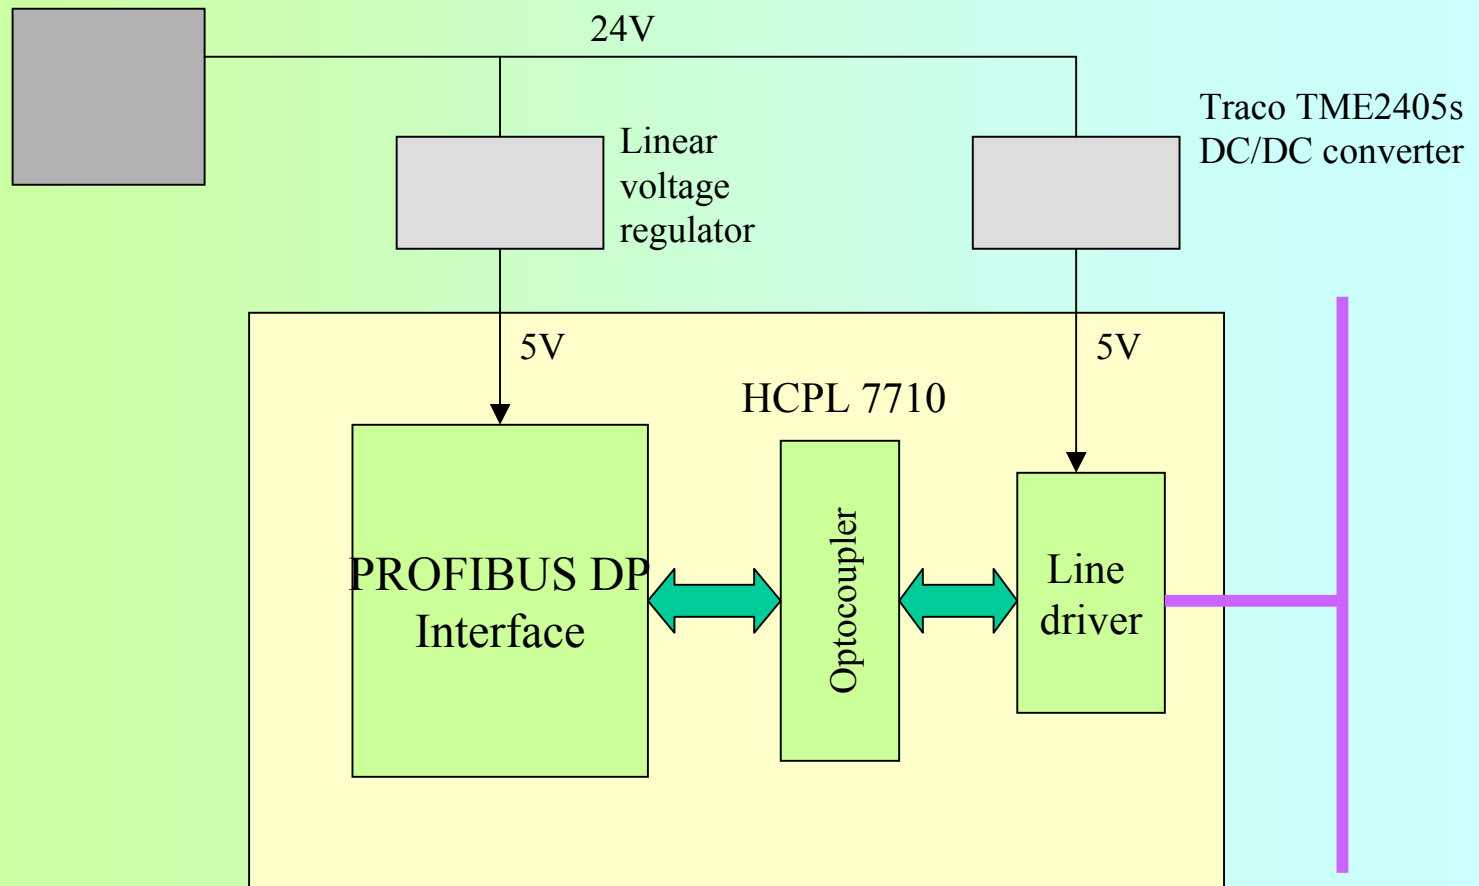 24V
Traco TME2405s
DC/DC converter
Linear
voltage
regulator
5V
5V
HCPL 7710
PROFIBUS DP
Interface
Optocoupler
Line
driver